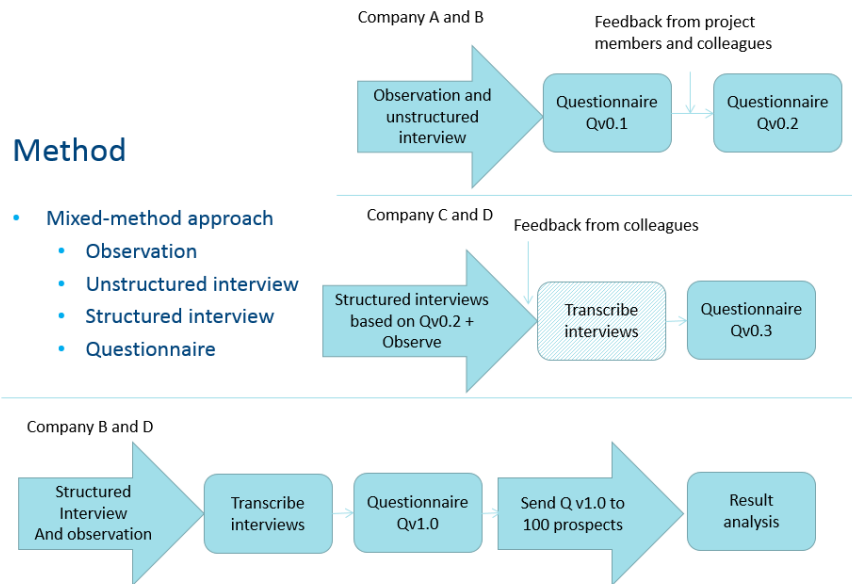 Method
• Mixed-method approach
• Observation
• Unstructured interview
• Structured interview
• Questionnaire
Company A and B
Feedback from project
members and colleagues
Observation and
unstructured
interview
Questionnaire
Qv0.1
Questionnaire
Qv0.2
Company C and D
Feedback from colleagues
Structured interviews
based on Qv0.2 +
Observe
Transcribe
interviews
Questionnaire
Qv0.3
Company B and D
Structured
Interview
And observation
Transcribe
interviews
Questionnaire
Qv1.0
Send Q v1.0 to
100 prospects
Result
analysis